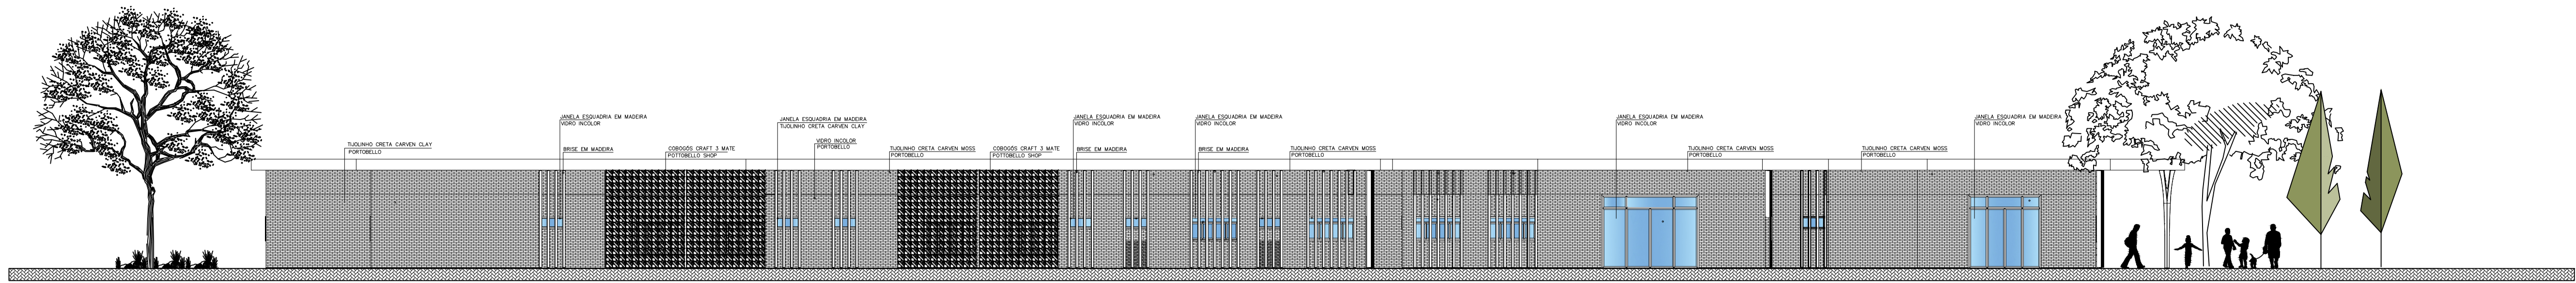 TIJOLINHO CRETA CARVEN CLAY
PORTOBELLO
JANELA ESQUADRIA EM MADEIRA
VIDRO INCOLOR
BRISE EM MADEIRA
COBOGÓS CRAFT 3 MATE
POTTOBELLO SHOP
JANELA ESQUADRIA EM MADEIRA
TIJOLINHO CRETA CARVEN CLAY
VIDRO INCOLOR
PORTOBELLO
TIJOLINHO CRETA CARVEN MOSS
PORTOBELLO
COBOGÓS CRAFT 3 MATE
POTTOBELLO SHOP
JANELA ESQUADRIA EM MADEIRA
VIDRO INCOLOR
BRISE EM MADEIRA
JANELA ESQUADRIA EM MADEIRA
VIDRO INCOLOR
BRISE EM MADEIRA
TIJOLINHO CRETA CARVEN MOSS
PORTOBELLO
JANELA ESQUADRIA EM MADEIRA
VIDRO INCOLOR
TIJOLINHO CRETA CARVEN MOSS
PORTOBELLO
TIJOLINHO CRETA CARVEN MOSS
PORTOBELLO
JANELA ESQUADRIA EM MADEIRA
VIDRO INCOLOR